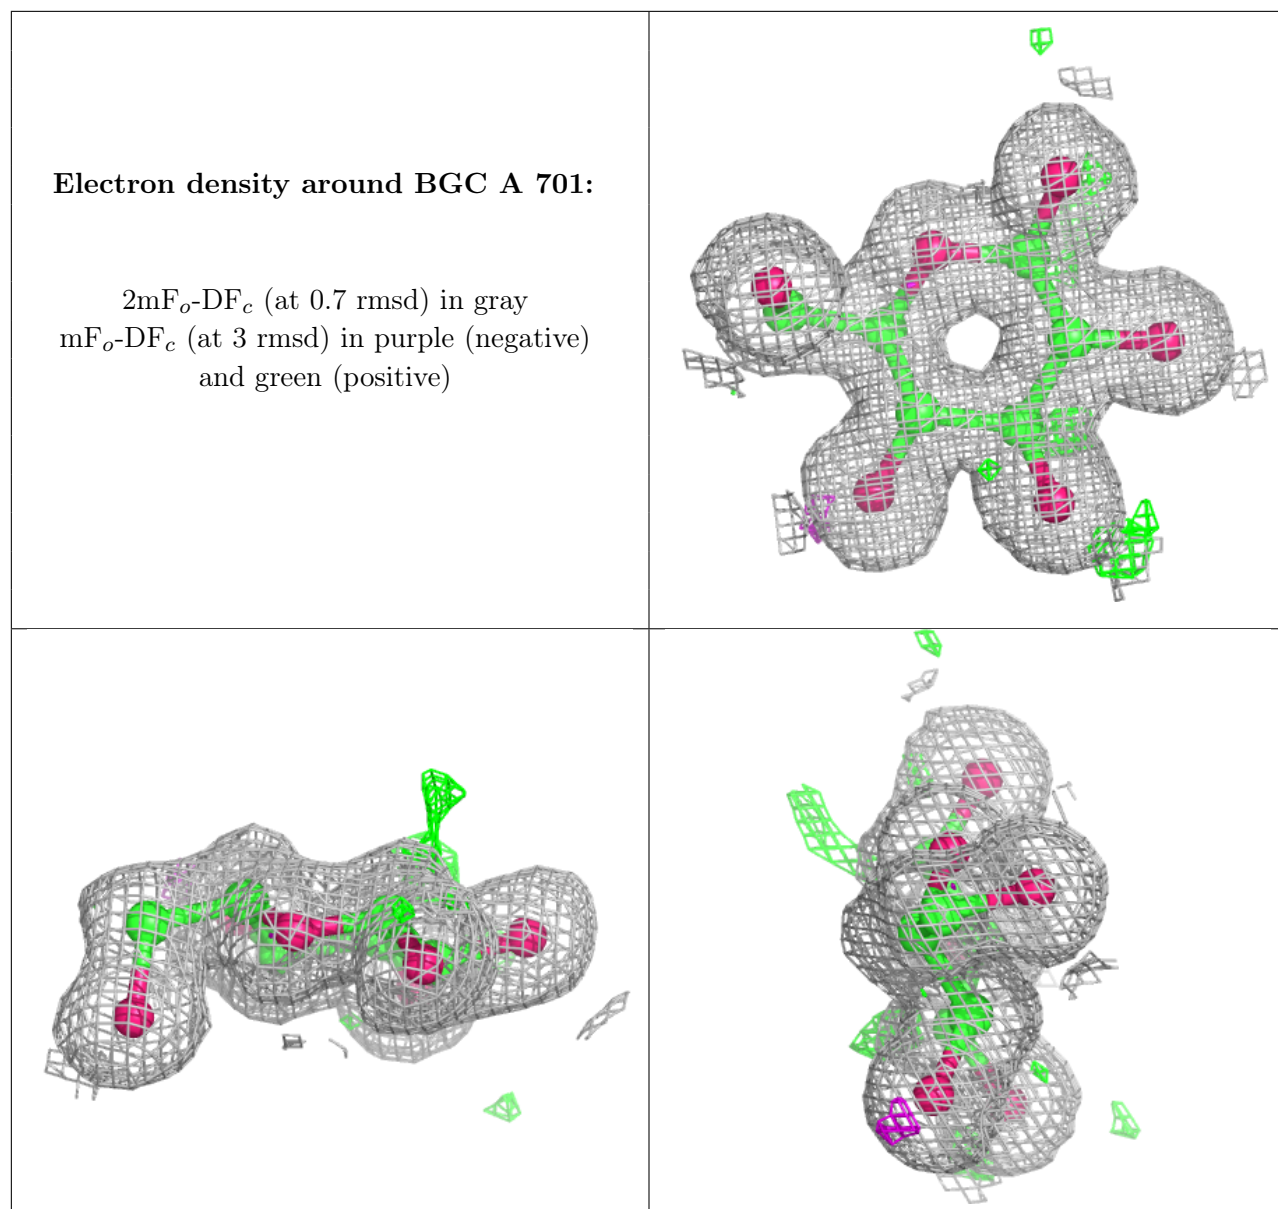 Electron density around BGC A 701:
2mFo-DFc (at 0.7 rmsd) in gray
mFo-DFc (at 3 rmsd) in purple (negative)
and green (positive)